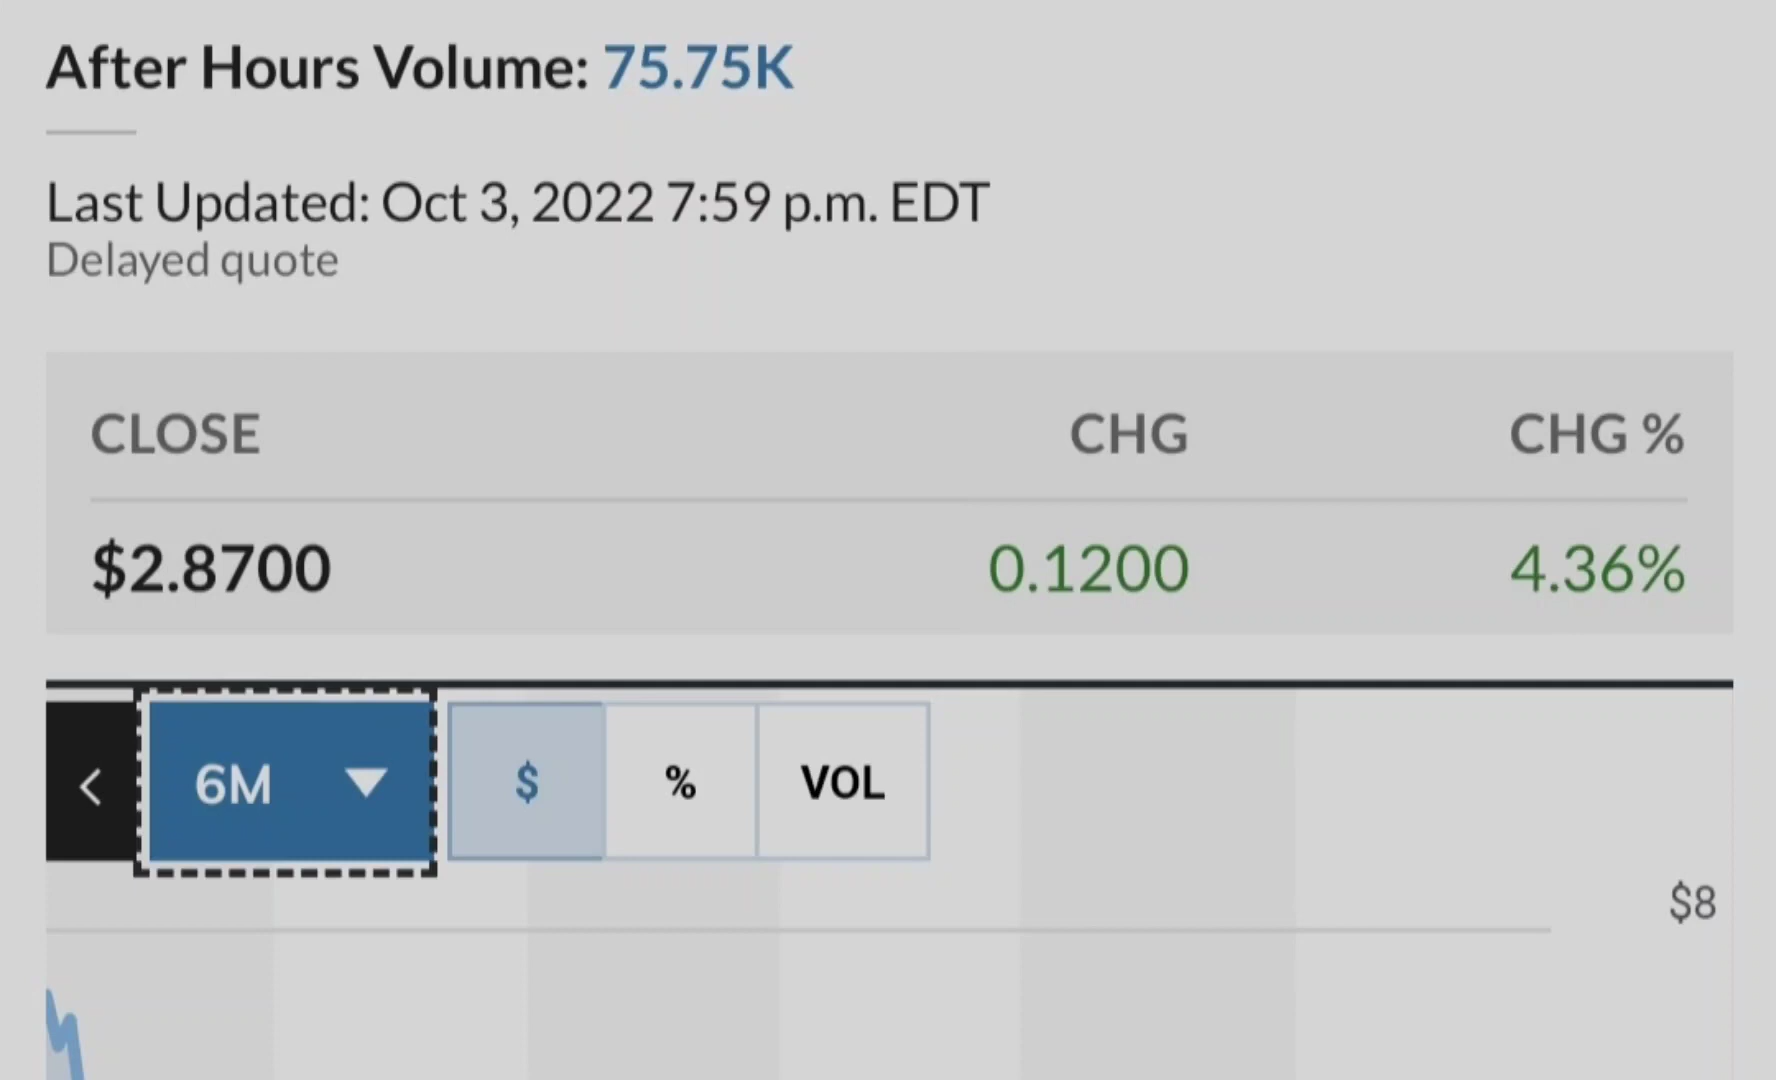 After Hours Volume: 75.75K
Last Updated: Oct 3, 2022 7:59 p.m. EDT
Delayed quote
CLOSE CHG CHG %
$2.8700 0.1200 4.36%
6M $ % VOL
$8